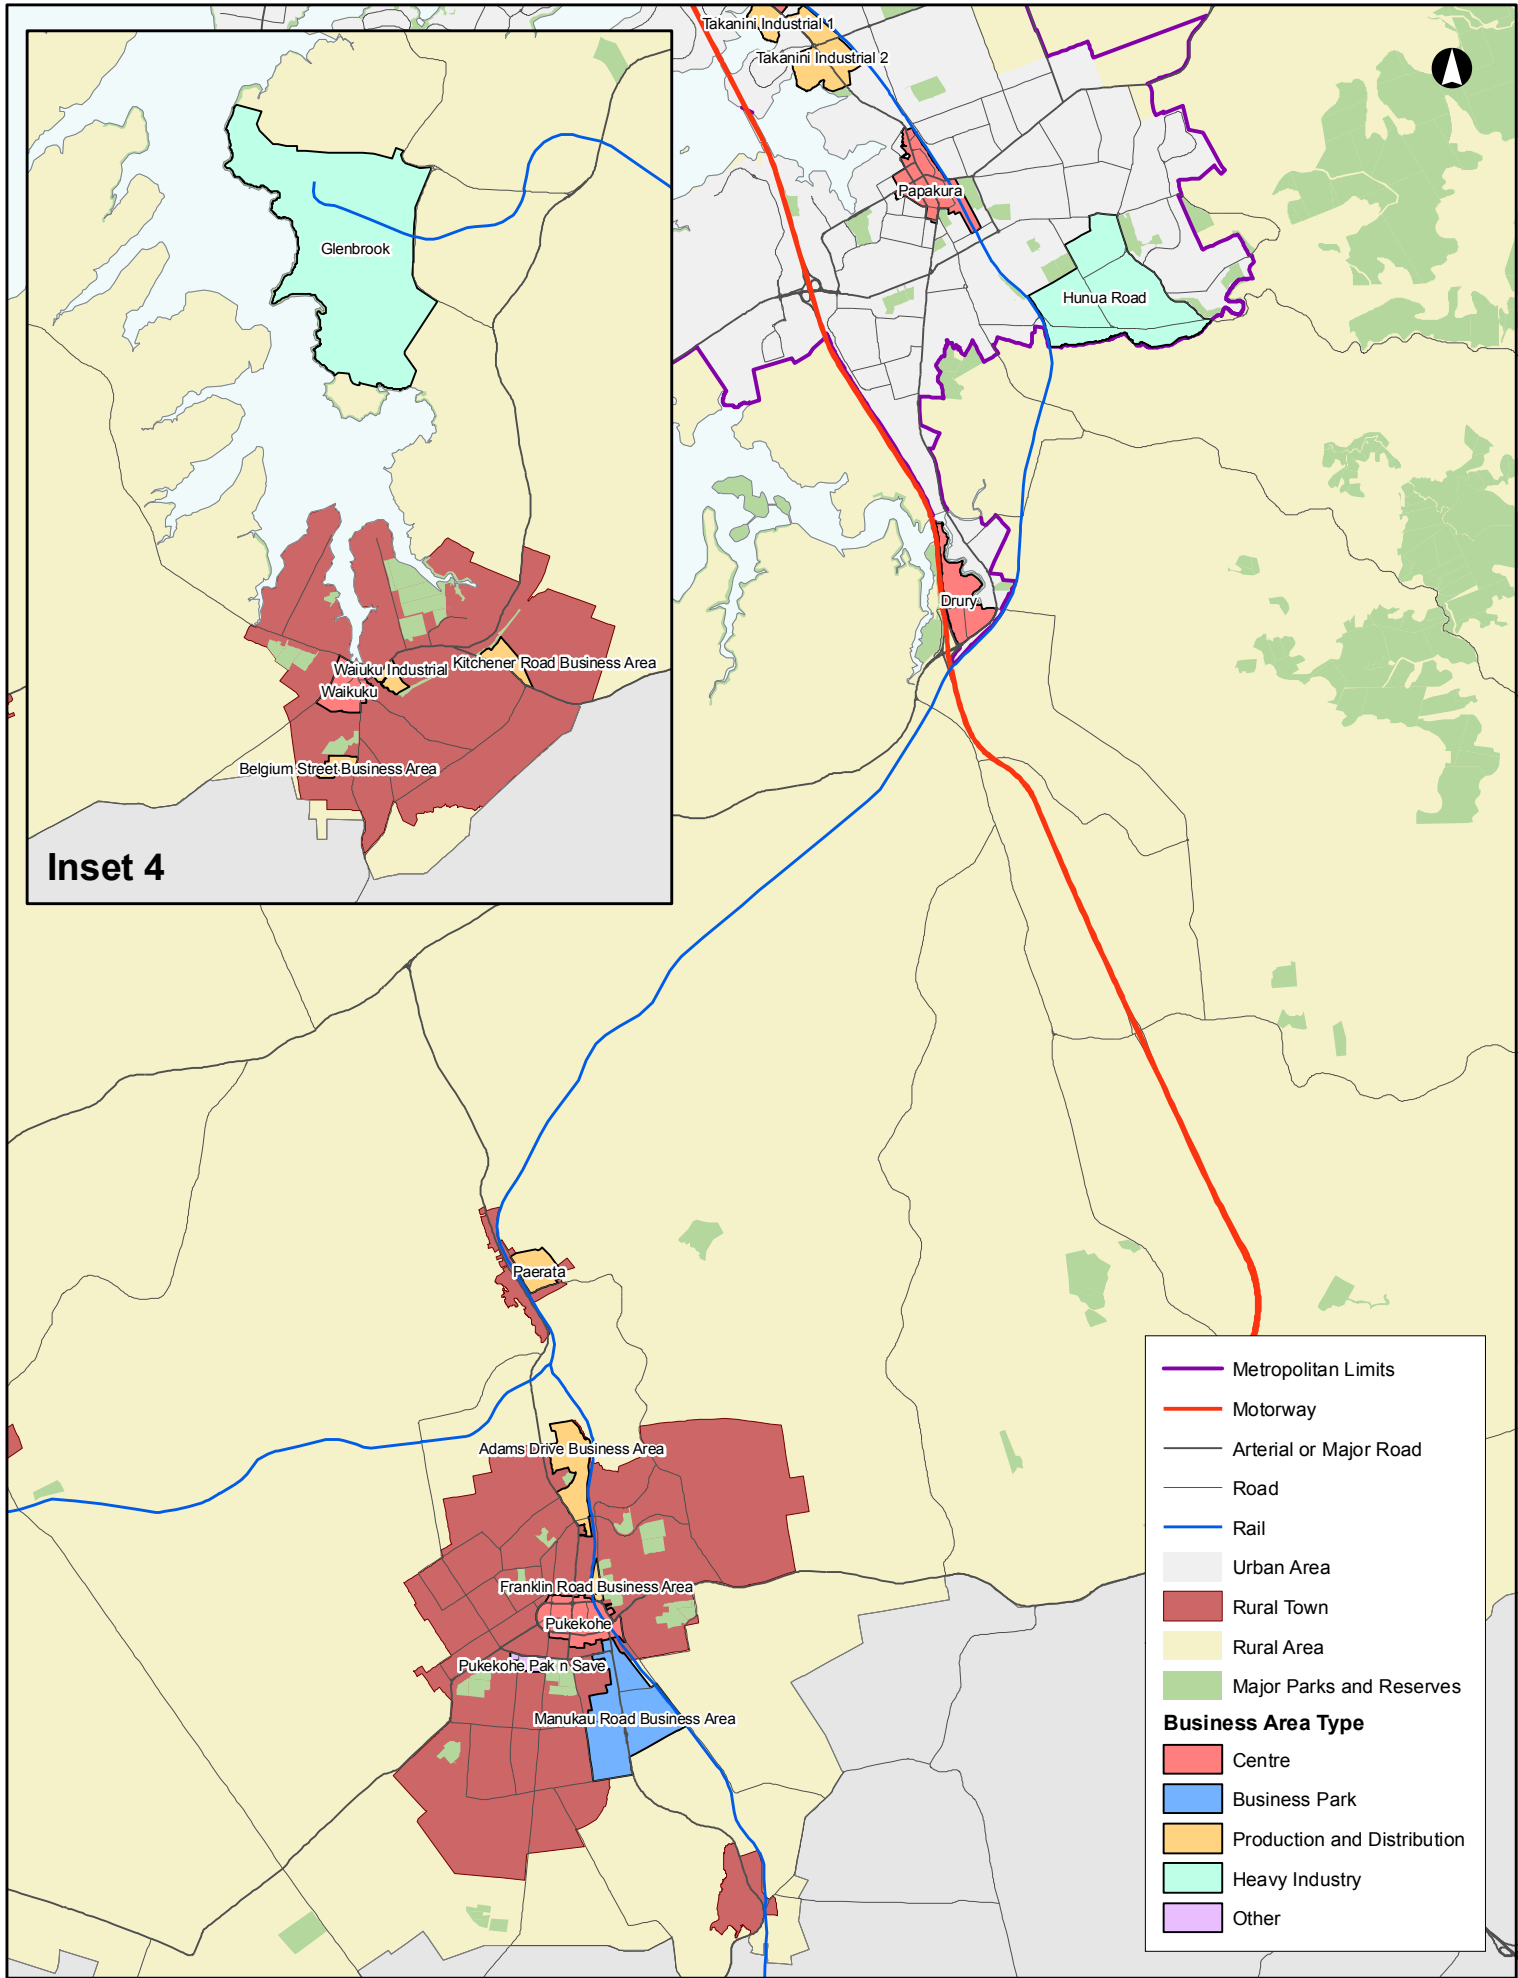 Takanini Industrial 1
Takanini Industrial 2
Papakura
Glenbrook
Hunua Road
Drury
Waiuku Industrial
Kitchener Road Business Area
Waikuku
Belgium Street Business Area
Inset 4
Paerata
Adams Drive Business Area
Franklin Road Business Area
Pukekohe
Pukekohe Pak n Save
Manukau Road Business Area
Metropolitan Limits
Motorway
Arterial or Major Road
Road
Rail
Urban Area
Rural Town
Rural Area
Major Parks and Reserves
Business Area Type
Centre
Business Park
Production and Distribution
Heavy Industry
Other